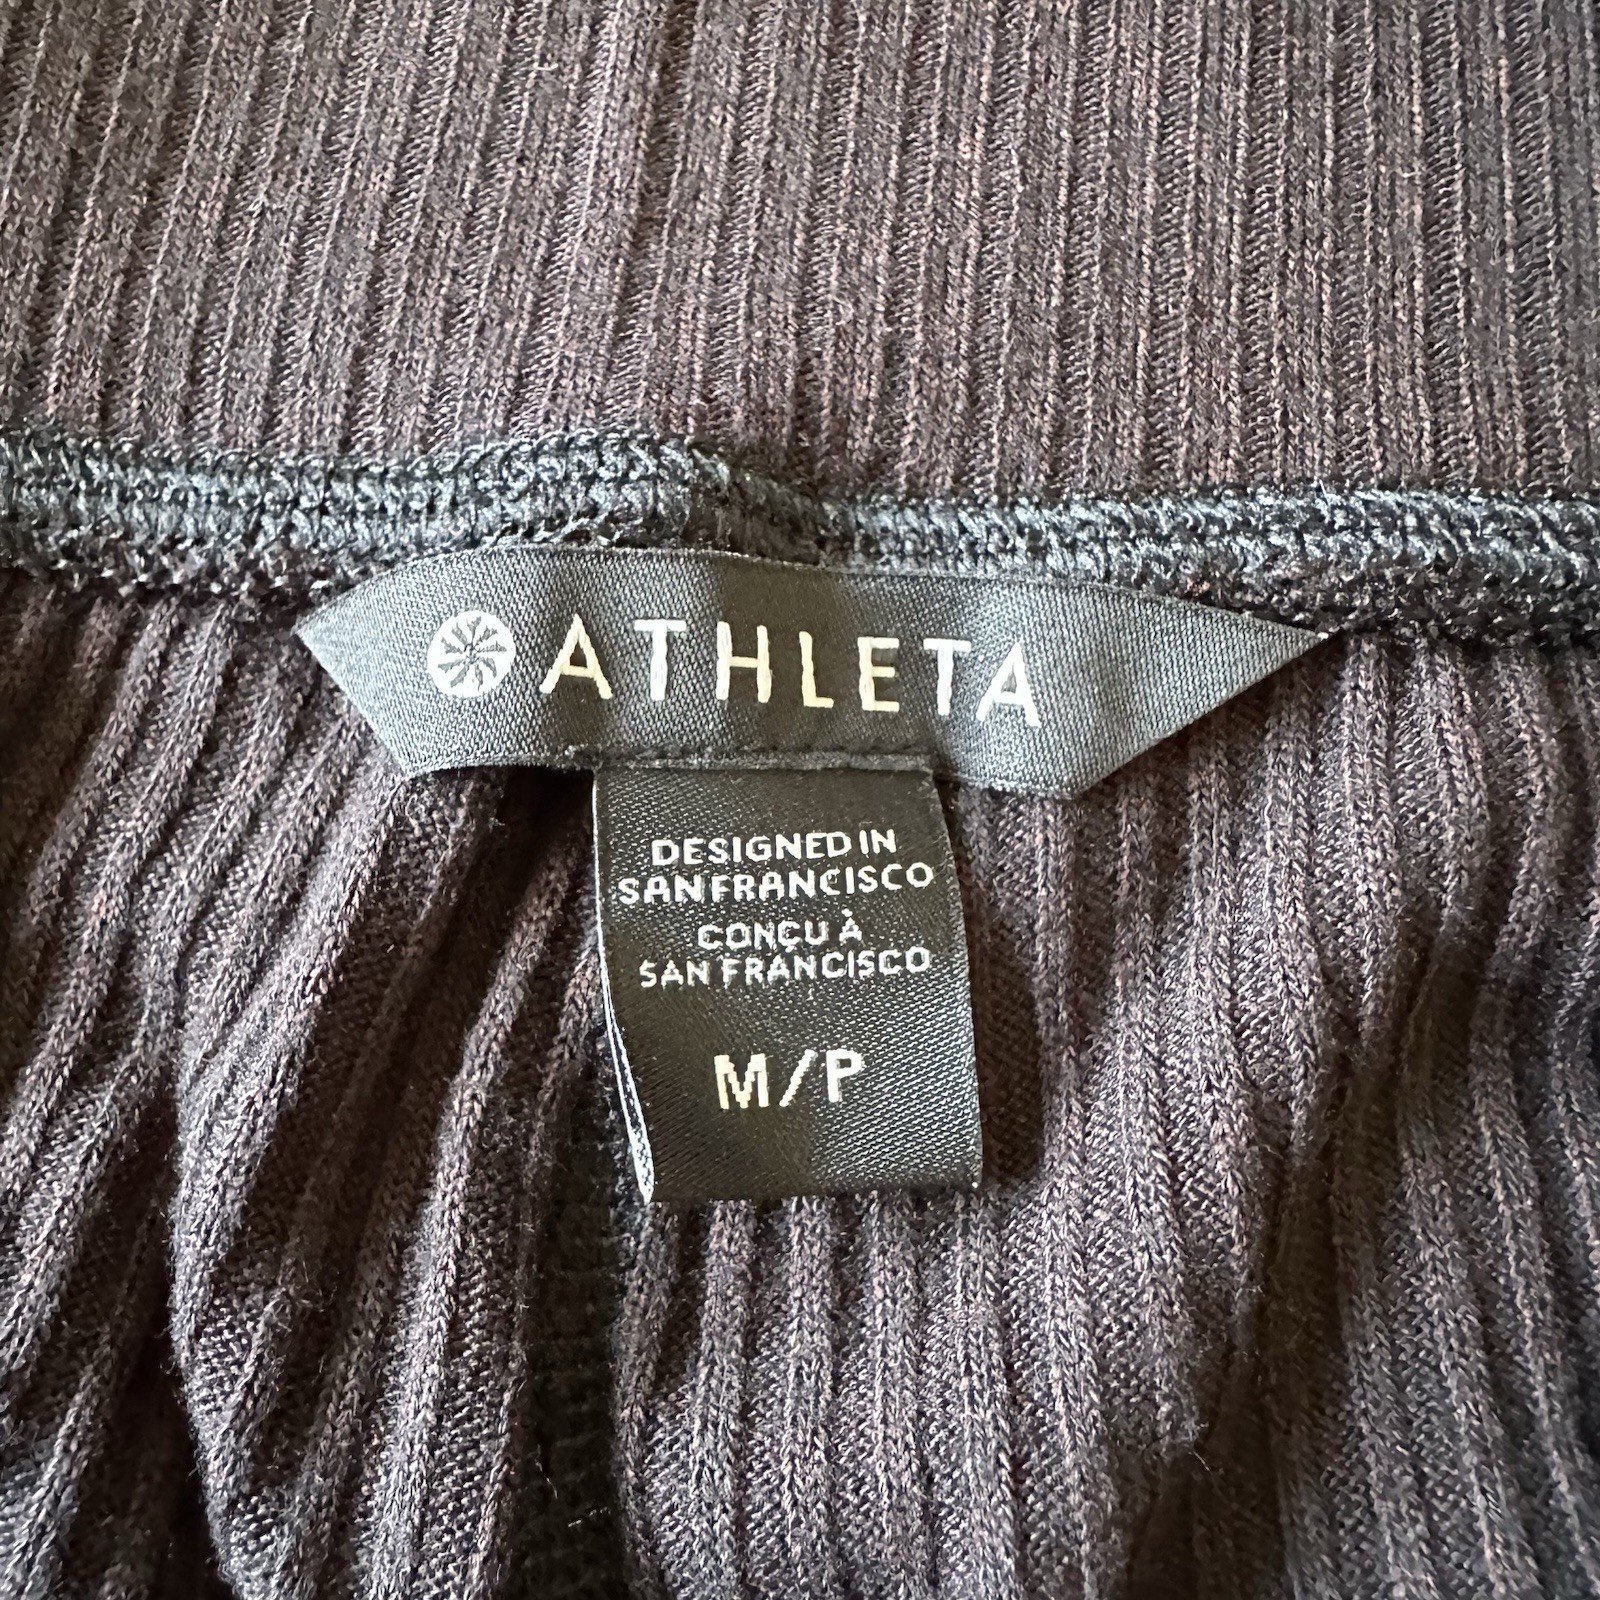 ATHLETA
DESIGNED IN
SAN FRANCISCO
CONÇU À
SAN FRANCISCO
M/P